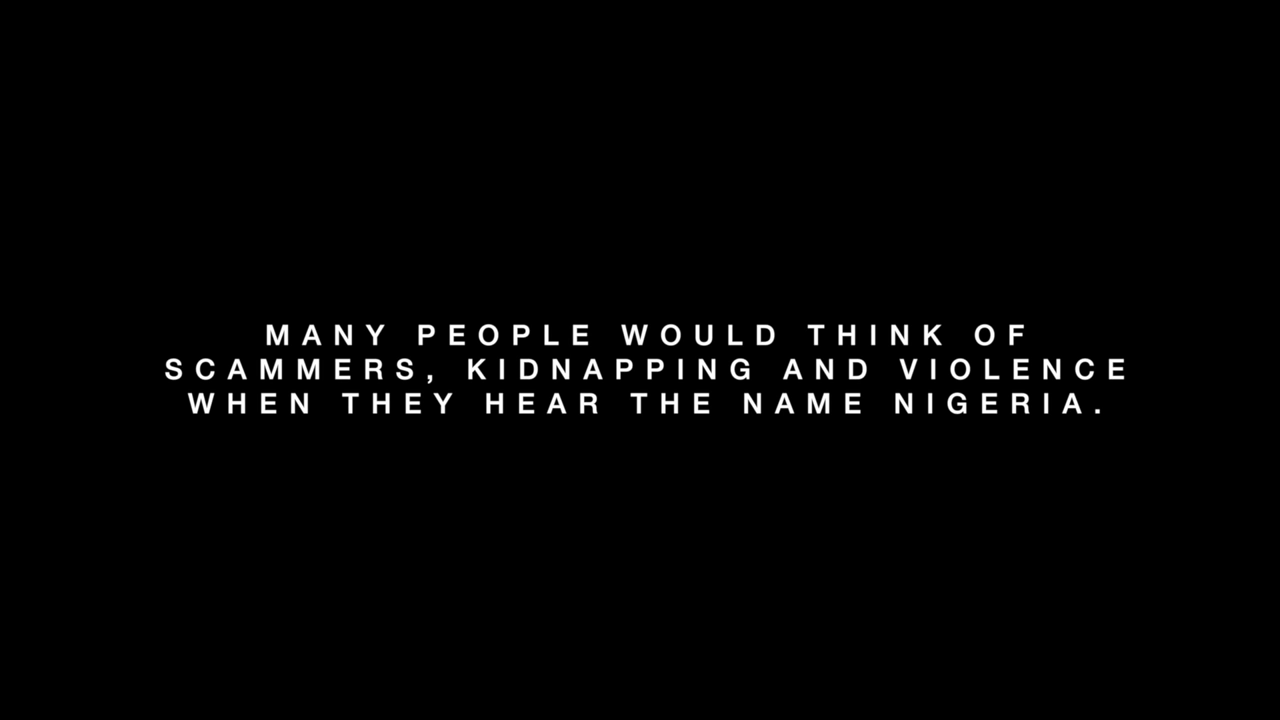 MANY PEOPLE WOULD THINK OF
SCAMMERS, KIDNAPPING AND VIOLENCE
WHEN THEY HEAR THE NAME NIGERIA.